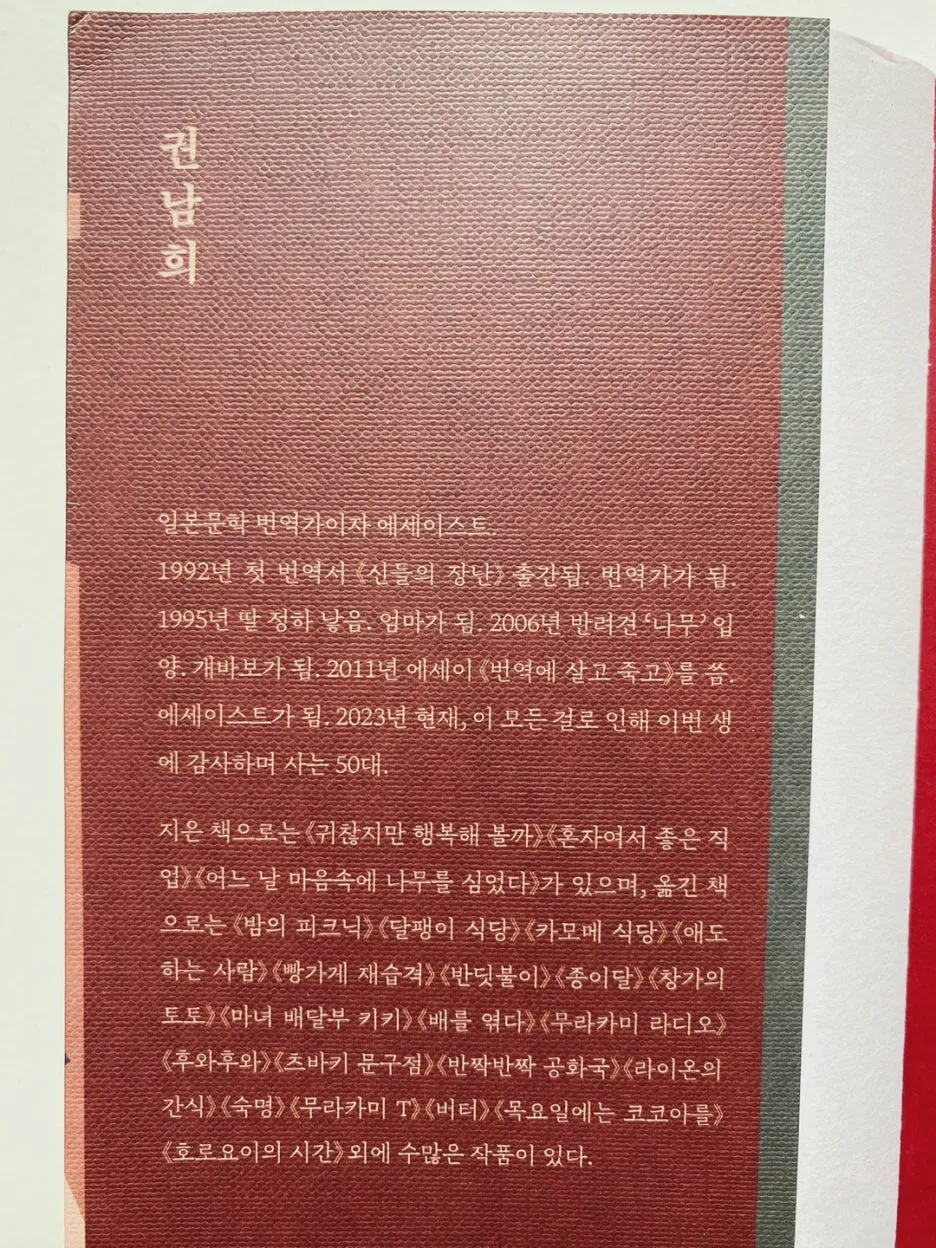 권남희
일본문학 번역가이자 에세이스트.
1992년 첫 번역서 《신들의 장난》 출간됨. 번역가가 됨.
1995년 딸 정하 낳음. 엄마가 됨. 2006년 반려견 ‘나무’ 입
양. 개바보가 됨. 2011년 에세이 《번역에 살고 죽고》를 씀.
에세이스트가 됨. 2023년 현재, 이 모든 걸로 인해 이번 생
에 감사하며 사는 50대.
지은 책으로는 《귀찮지만 행복해 볼까》 《혼자여서 좋은 직
업》 《어느 날 마음속에 나무를 심었다》가 있으며, 옮긴 책
으로는 《밤의 피크닉》 《달팽이 식당》 《카모메 식당》 《애도
하는 사람》 《빵가게 재습격》 《반딧불이》 《종이달》 《창가의
토토》 《마녀 배달부 키키》 《배를 엮다》 《무라카미 라디오》
《후와후와》 《츠바키 문구점》 《반짝반짝 공화국》 《라이온의
간식》 《숙명》 《무라카미 T》 《버터》 《목요일에는 코코아를》
《호로요이의 시간》 외에 수많은 작품이 있다.